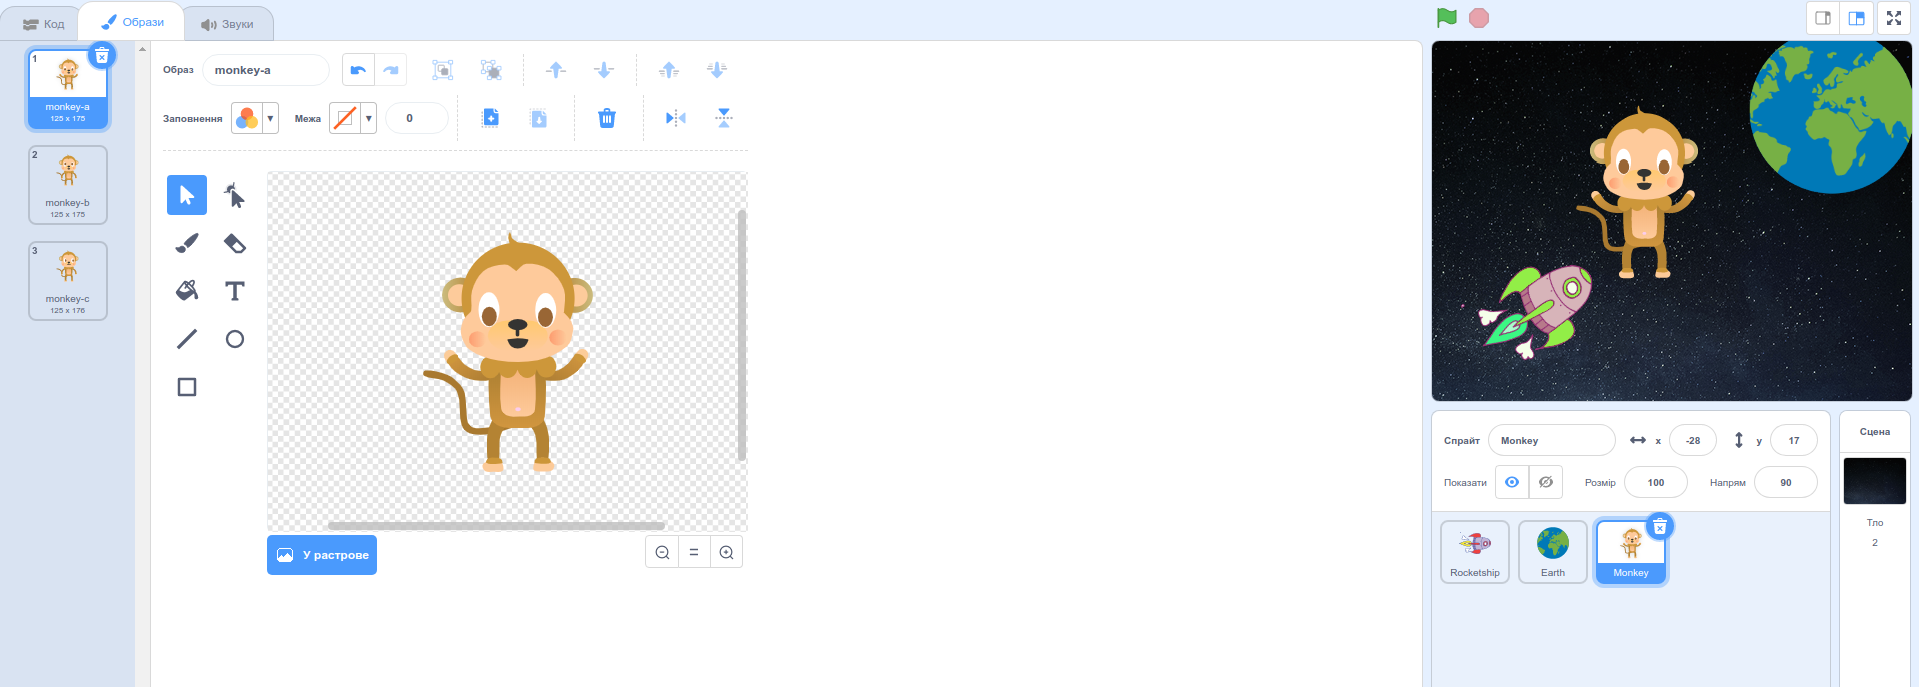 Код
Образи
Звуки
1
monkey-a
125 x 175
2
monkey-b
125 x 175
3
monkey-c
125 x 176
Образ
monkey-a
Заповнення
Межа
0
T
У растрове
Спрайт
Monkey
x
-28
y
17
Показати
Розмір
100
Напрям
90
Rocketship
Earth
Monkey
Сцена
Тло
2